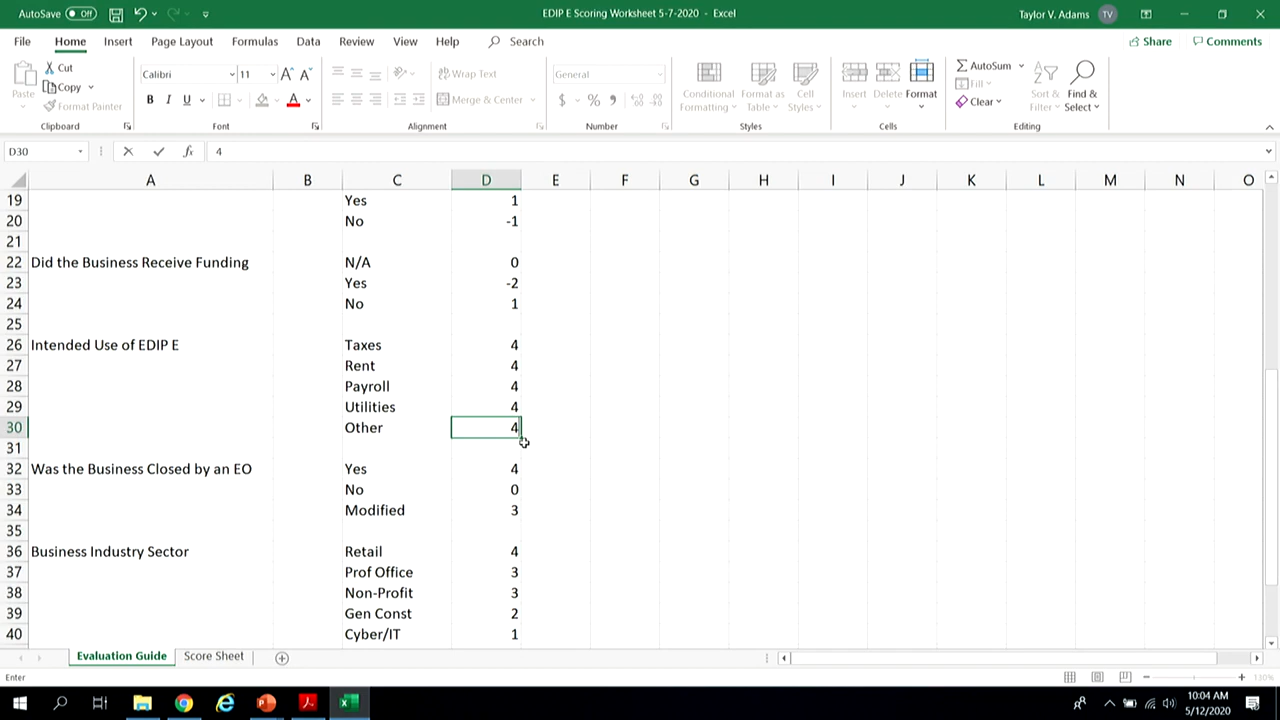 AutoSave Off EDIP E Scoring Worksheet 5-7-2020 - Excel Taylor V. Adams TV
File Home Insert Page Layout Formulas Data Review View Help Search Share Comments
Paste Cut Copy Format Painter
Clipboard
Calibri 11 A A
B I U A
Font
Wrap Text
Merge & Center
Alignment
General
$ % 9
Number
Conditional Formatting Format as Table Cell Styles
Styles
Insert Delete Format
Cells
AutoSum
Fill
Clear
Sort & Filter Find & Select
Editing
D30 fx 4
A B C D E F G H I J K L M N O
19 Yes 1
20 No -1
21
22 Did the Business Receive Funding N/A 0
23 Yes -2
24 No 1
25
26 Intended Use of EDIP E Taxes 4
27 Rent 4
28 Payroll 4
29 Utilities 4
30 Other 4
31
32 Was the Business Closed by an EO Yes 4
33 No 0
34 Modified 3
35
36 Business Industry Sector Retail 4
37 Prof Office 3
38 Non-Profit 3
39 Gen Const 2
40 Cyber/IT 1
Evaluation Guide Score Sheet
Enter 130%
10:04 AM
5/12/2020